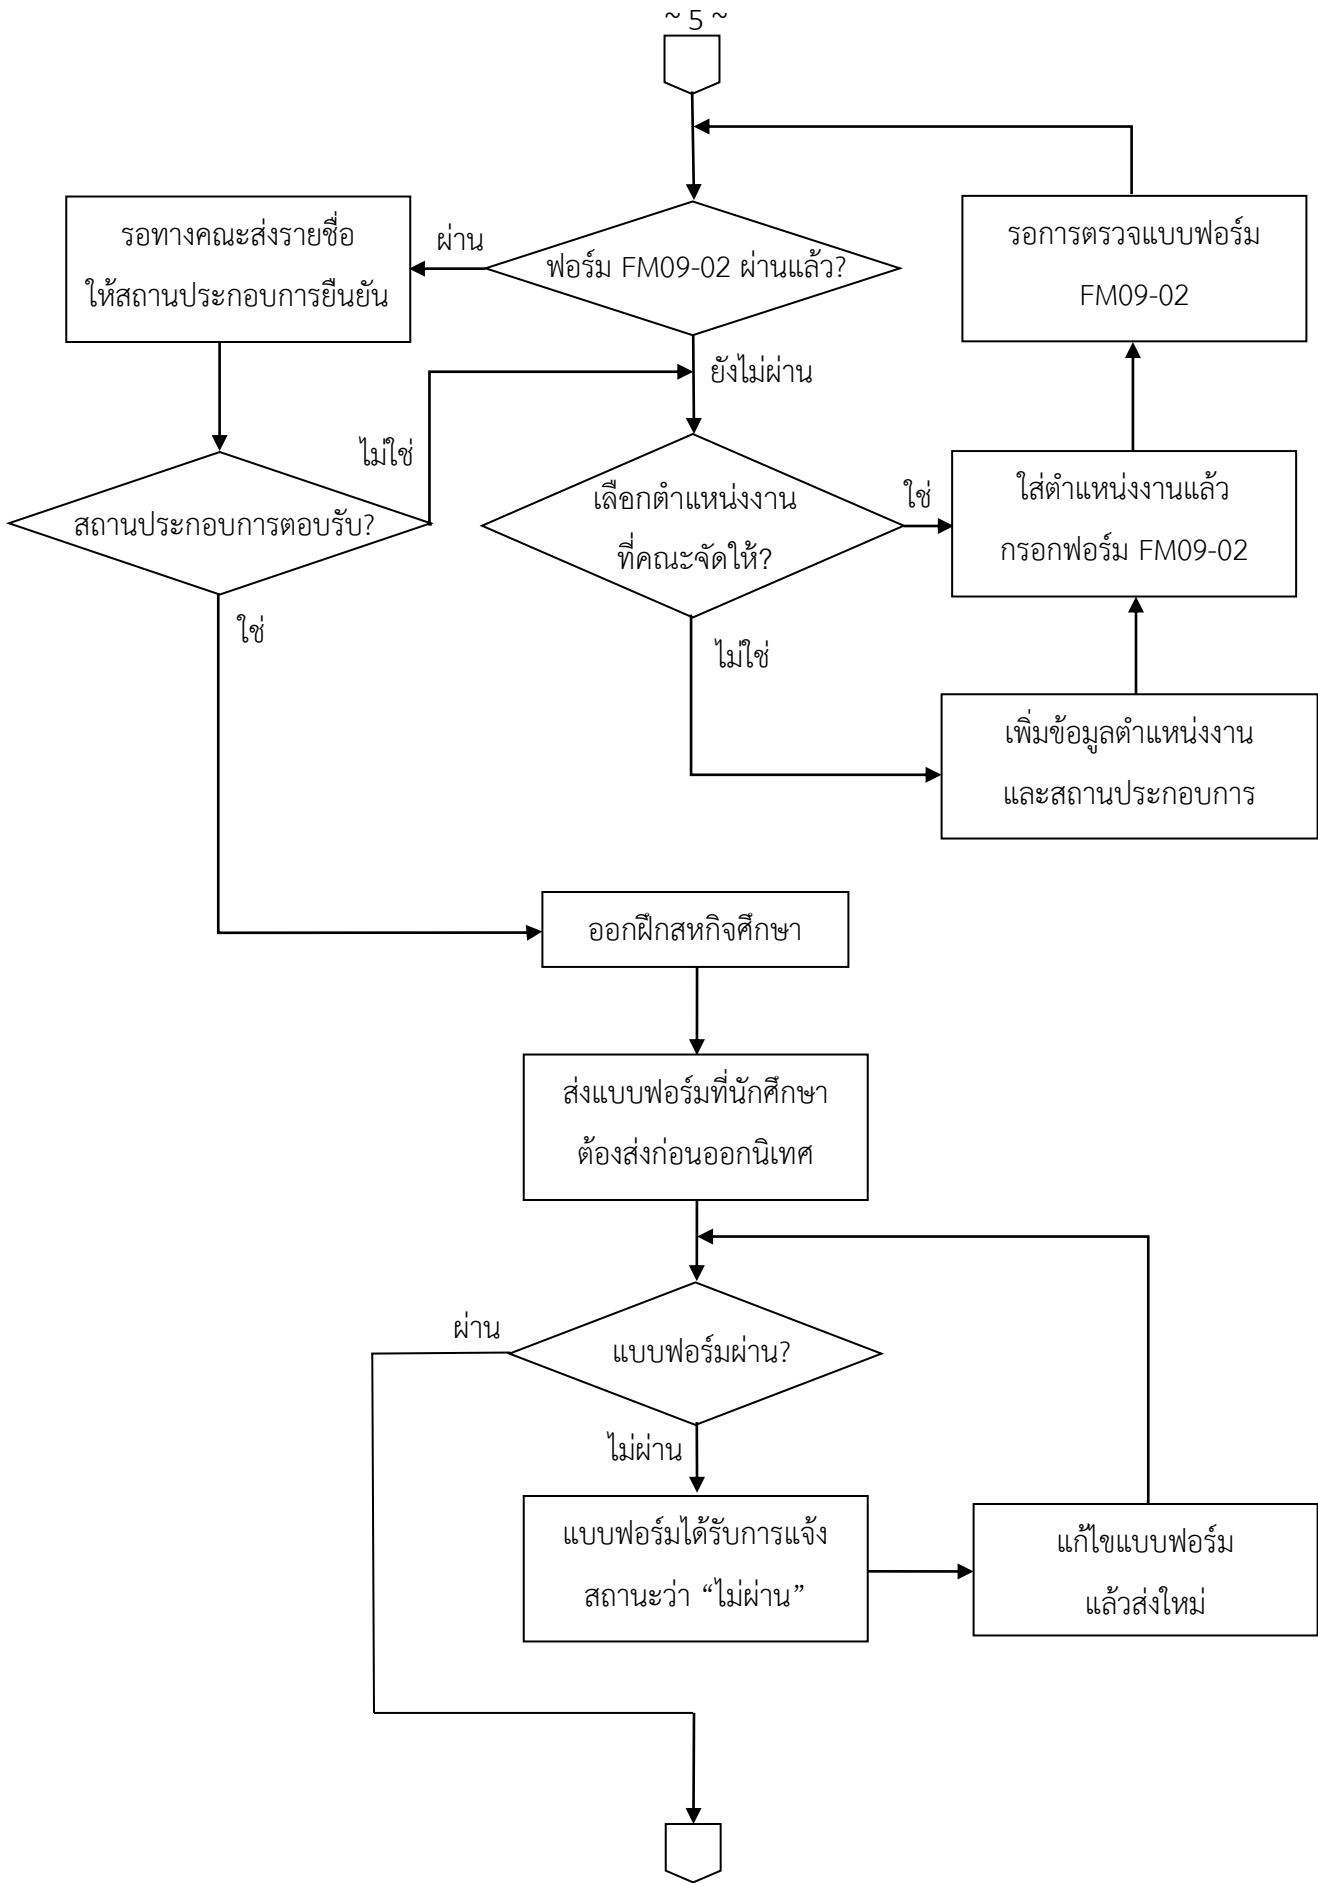 ~ 5 ~
รอทางคณะส่งรายชื่อ
ให้สถานประกอบการยืนยัน
ผ่าน
ฟอร์ม FM09-02 ผ่านแล้ว?
รอการตรวจแบบฟอร์ม
FM09-02
ยังไม่ผ่าน
ไม่ใช่
สถานประกอบการตอบรับ?
เลือกตำแหน่งงาน
ที่คณะจัดให้?
ใช่
ใส่ตำแหน่งงานแล้ว
กรอกฟอร์ม FM09-02
ใช่
ไม่ใช่
เพิ่มข้อมูลตำแหน่งงาน
และสถานประกอบการ
ออกฝึกสหกิจศึกษา
ส่งแบบฟอร์มที่นักศึกษา
ต้องส่งก่อนออกนิเทศ
ผ่าน
แบบฟอร์มผ่าน?
ไม่ผ่าน
แบบฟอร์มได้รับการแจ้ง
สถานะว่า “ไม่ผ่าน”
แก้ไขแบบฟอร์ม
แล้วส่งใหม่